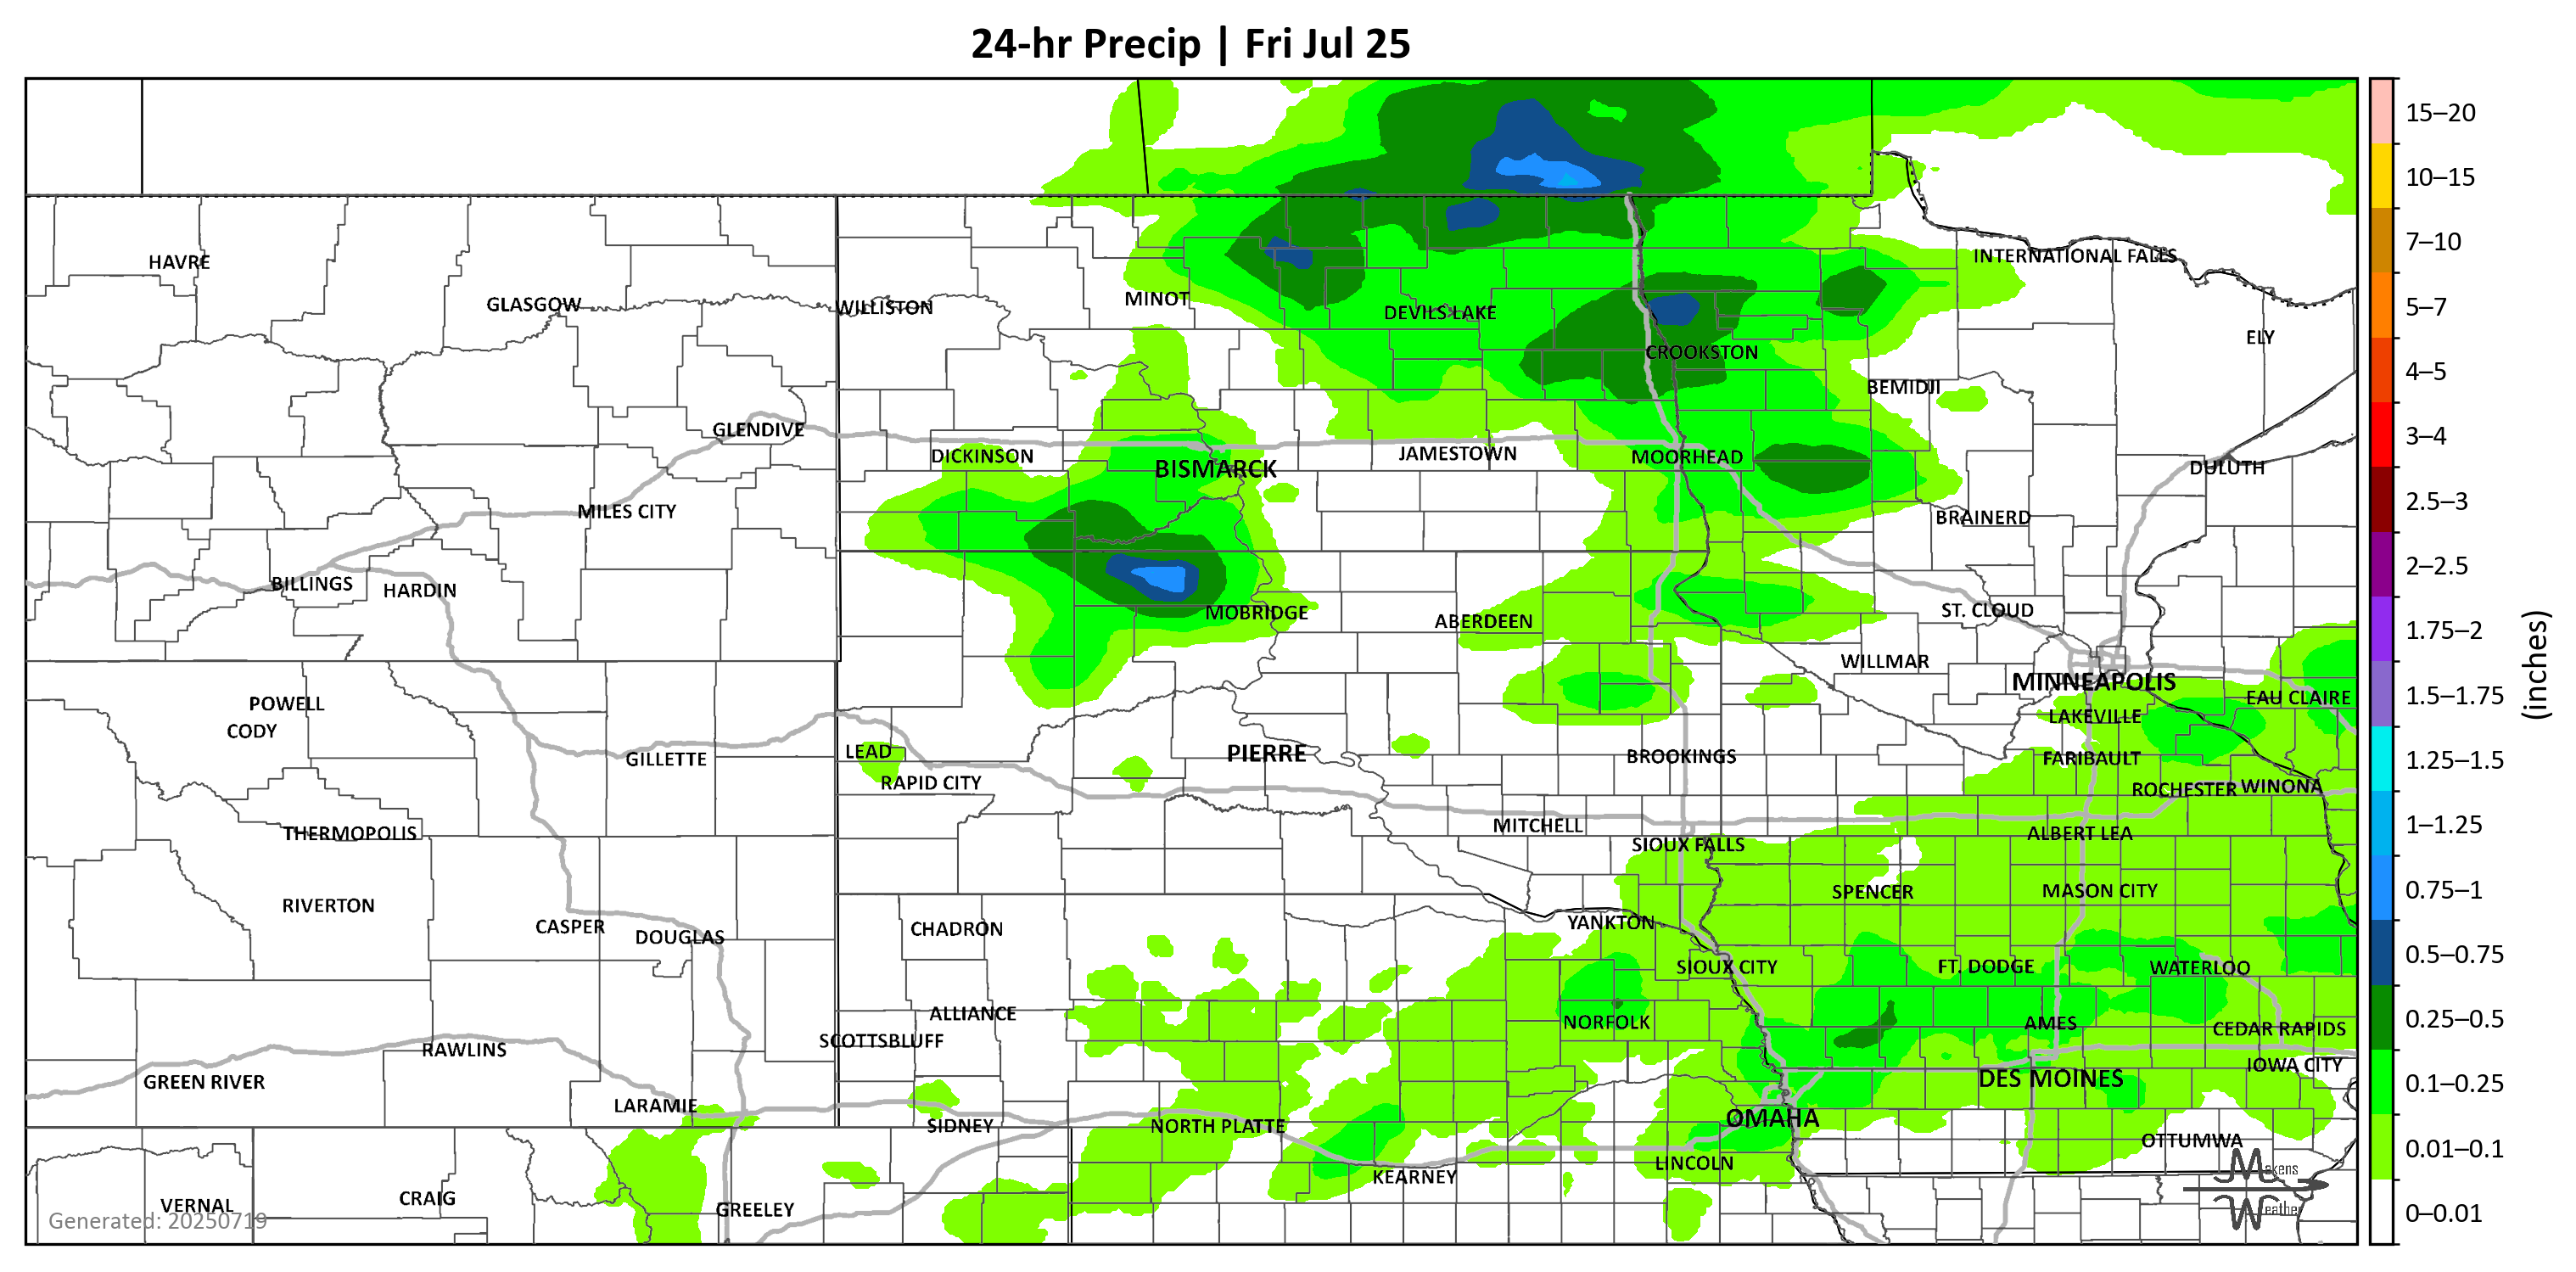 24-hr Precip | Fri Jul 25
15–20
10–15
7–10
5–7
4–5
3–4
2.5–3
2–2.5
1.75–2
1.5–1.75
1.25–1.5
1–1.25
0.75–1
0.5–0.75
0.25–0.5
0.1–0.25
0.01–0.1
0–0.01
(inches)
HAVRE
INTERNATIONAL FALLS
GLASGOW
WILLISTON
MINOT
DEVILS LAKE
ELY
CROOKSTON
BEMIDJI
GLENDIVE
DICKINSON
BISMARCK
JAMESTOWN
MOORHEAD
DULUTH
MILES CITY
BRAINERD
BILLINGS
HARDIN
MOBRIDGE
ABERDEEN
ST. CLOUD
WILLMAR
MINNEAPOLIS
EAU CLAIRE
POWELL
CODY
LAKEVILLE
GILLETTE
LEAD
PIERRE
BROOKINGS
FARIBAULT
RAPID CITY
ROCHESTER
WINONA
THERMOPOLIS
MITCHELL
ALBERT LEA
SIOUX FALLS
RIVERTON
SPENCER
MASON CITY
CASPER
DOUGLAS
CHADRON
YANKTON
SIOUX CITY
FT. DODGE
WATERLOO
ALLIANCE
NORFOLK
AMES
CEDAR RAPIDS
SCOTTSBLUFF
RAWLINS
IOWA CITY
GREEN RIVER
DES MOINES
LARAMIE
SIDNEY
NORTH PLATTE
OMAHA
OTTUMWA
LINCOLN
KEARNEY
VERNAL
CRAIG
GREELEY
Generated: 20250719
Makens
Weather